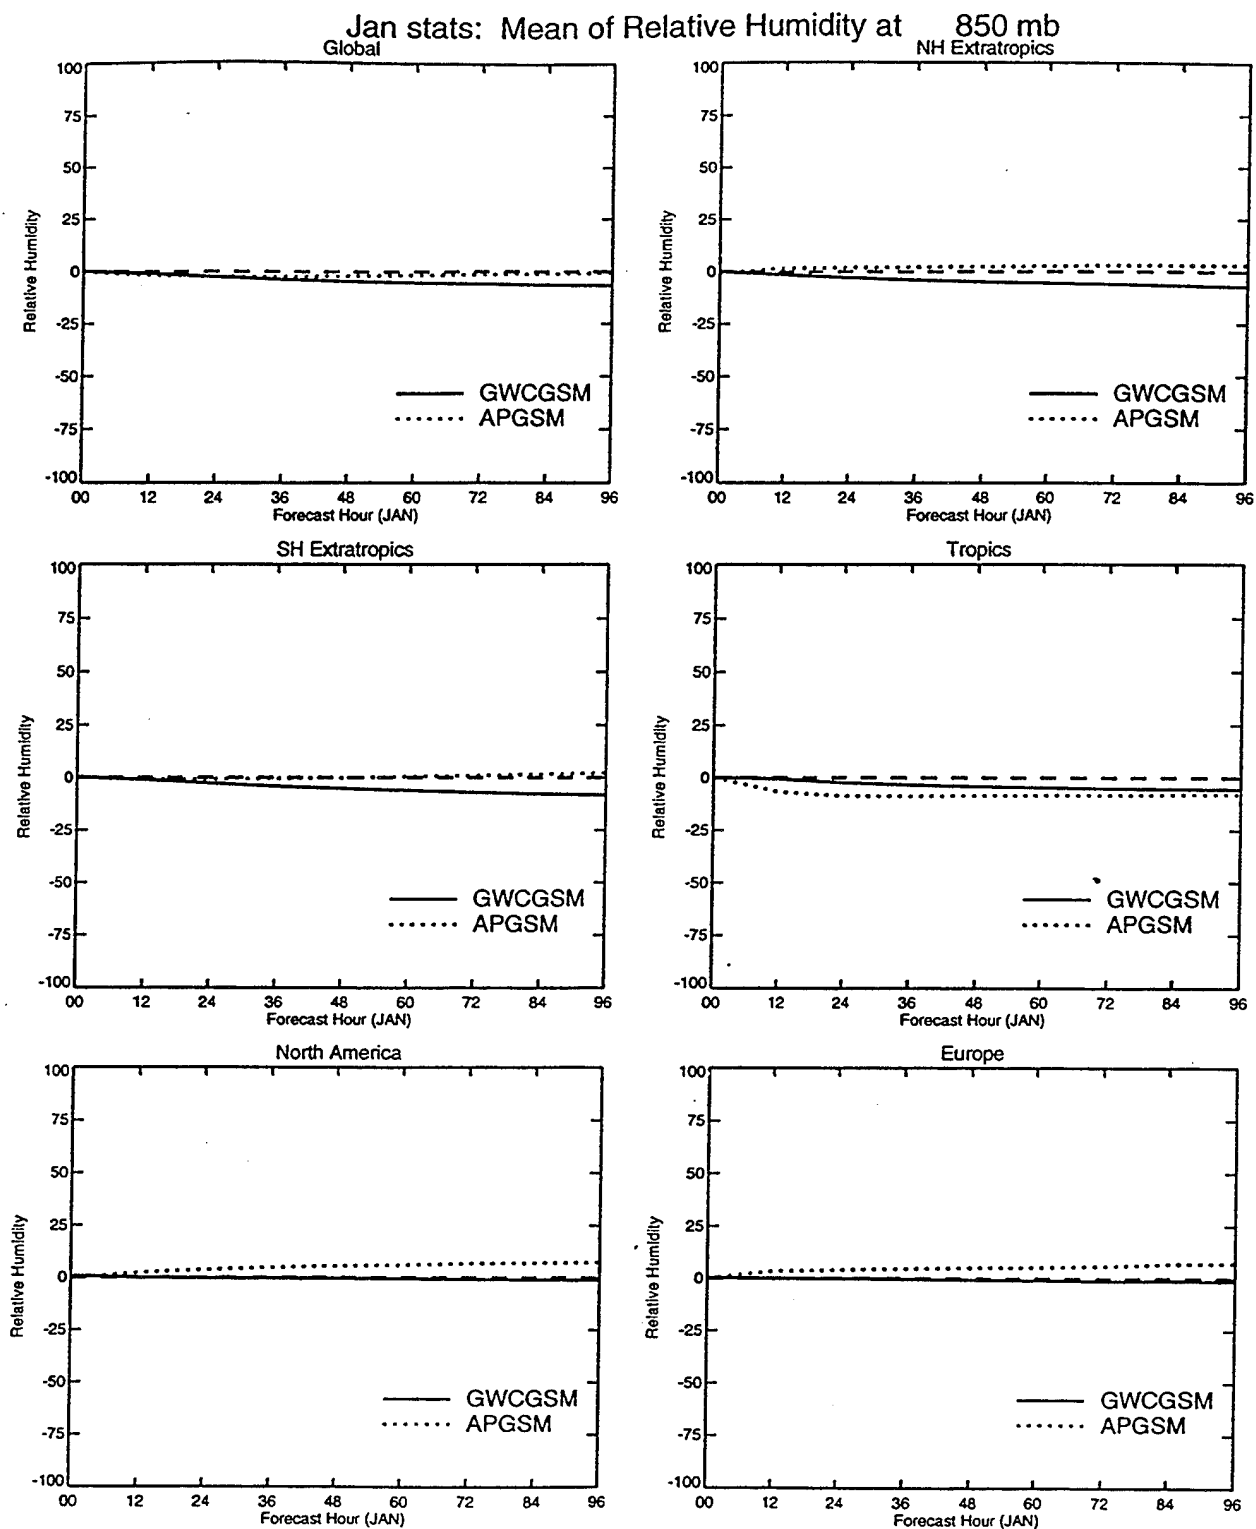 Jan stats: Mean of Relative Humidity at 850 mb
Global
100
75
50
25
0
-25
-50
-75
-100
Relative Humidity
GWCGSM
APGSM
00 12 24 36 48 60 72 84 96
Forecast Hour (JAN)
NH Extratropics
100
75
50
25
0
-25
-50
-75
-100
Relative Humidity
GWCGSM
APGSM
00 12 24 36 48 60 72 84 96
Forecast Hour (JAN)
SH Extratropics
100
75
50
25
0
-25
-50
-75
-100
Relative Humidity
GWCGSM
APGSM
00 12 24 36 48 60 72 84 96
Forecast Hour (JAN)
Tropics
100
75
50
25
0
-25
-50
-75
-100
Relative Humidity
GWCGSM
APGSM
00 12 24 36 48 60 72 84 96
Forecast Hour (JAN)
North America
100
75
50
25
0
-25
-50
-75
-100
Relative Humidity
GWCGSM
APGSM
00 12 24 36 48 60 72 84 96
Forecast Hour (JAN)
Europe
100
75
50
25
0
-25
-50
-75
-100
Relative Humidity
GWCGSM
APGSM
00 12 24 36 48 60 72 84 96
Forecast Hour (JAN)